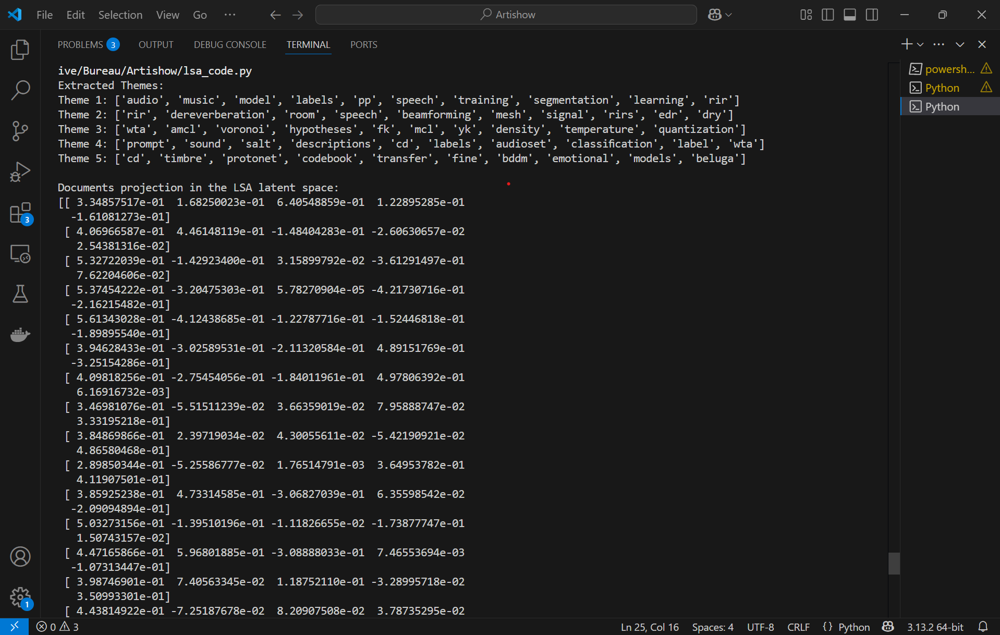 File Edit Selection View Go ··· Artishow
PROBLEMS 3 OUTPUT DEBUG CONSOLE TERMINAL PORTS
ive/Bureau/Artishow/lsa_code.py
Extracted Themes:
Theme 1: ['audio', 'music', 'model', 'labels', 'pp', 'speech', 'training', 'segmentation', 'learning', 'rir']
Theme 2: ['rir', 'dereverberation', 'room', 'speech', 'beamforming', 'mesh', 'signal', 'rirs', 'edr', 'dry']
Theme 3: ['wta', 'amcl', 'voronoi', 'hypotheses', 'fk', 'mcl', 'yk', 'density', 'temperature', 'quantization']
Theme 4: ['prompt', 'sound', 'salt', 'descriptions', 'cd', 'labels', 'audioset', 'classification', 'label', 'wta']
Theme 5: ['cd', 'timbre', 'protonet', 'codebook', 'transfer', 'fine', 'bddm', 'emotional', 'models', 'beluga']
Documents projection in the LSA latent space:
[[ 3.34857517e-01 1.68250023e-01 6.40548859e-01 1.22895285e-01
-1.61081273e-01]
[ 4.06966587e-01 4.46148119e-01 -1.48404283e-01 -2.60630657e-02
2.54381316e-02]
[ 5.32722039e-01 -1.42923400e-01 3.15899792e-02 -3.61291497e-01
7.62204606e-02]
[ 5.37454222e-01 -3.20475303e-01 5.78270904e-05 -4.21730716e-01
-2.16215482e-01]
[ 5.61343028e-01 -4.12438685e-01 -1.22787716e-01 -1.52446818e-01
-1.89895540e-01]
[ 3.94628433e-01 -3.02589531e-01 -2.11320584e-01 4.89151769e-01
-3.25154286e-01]
[ 4.09818256e-01 -2.75454056e-01 -1.84011961e-01 4.97806392e-01
6.16916732e-03]
[ 3.46981076e-01 -5.51511239e-02 3.66359019e-02 7.95888747e-02
3.33195218e-01]
[ 3.84869866e-01 2.39719034e-02 4.30055611e-02 -5.42190921e-02
4.86580468e-01]
[ 2.89850344e-01 -5.25586777e-02 1.76514791e-03 3.64953782e-01
4.11907501e-01]
[ 3.85925238e-01 4.73314585e-01 -3.06827039e-01 6.35598542e-02
-2.09094894e-01]
[ 5.03273156e-01 -1.39510196e-01 -1.11826655e-02 -1.73877747e-01
1.50743157e-02]
[ 4.47165866e-01 5.96801885e-01 -3.08888033e-01 7.46553694e-03
-1.07313447e-01]
[ 3.98746901e-01 7.40563345e-02 1.18752110e-01 -3.28995718e-02
3.50993301e-01]
[ 4.43814922e-01 -7.25187678e-02 8.20907508e-02 3.78735295e-02
powersh...
Python
Python
3
1
0 3 Ln 25, Col 16 Spaces: 4 UTF-8 CRLF {} Python 3.13.2 64-bit